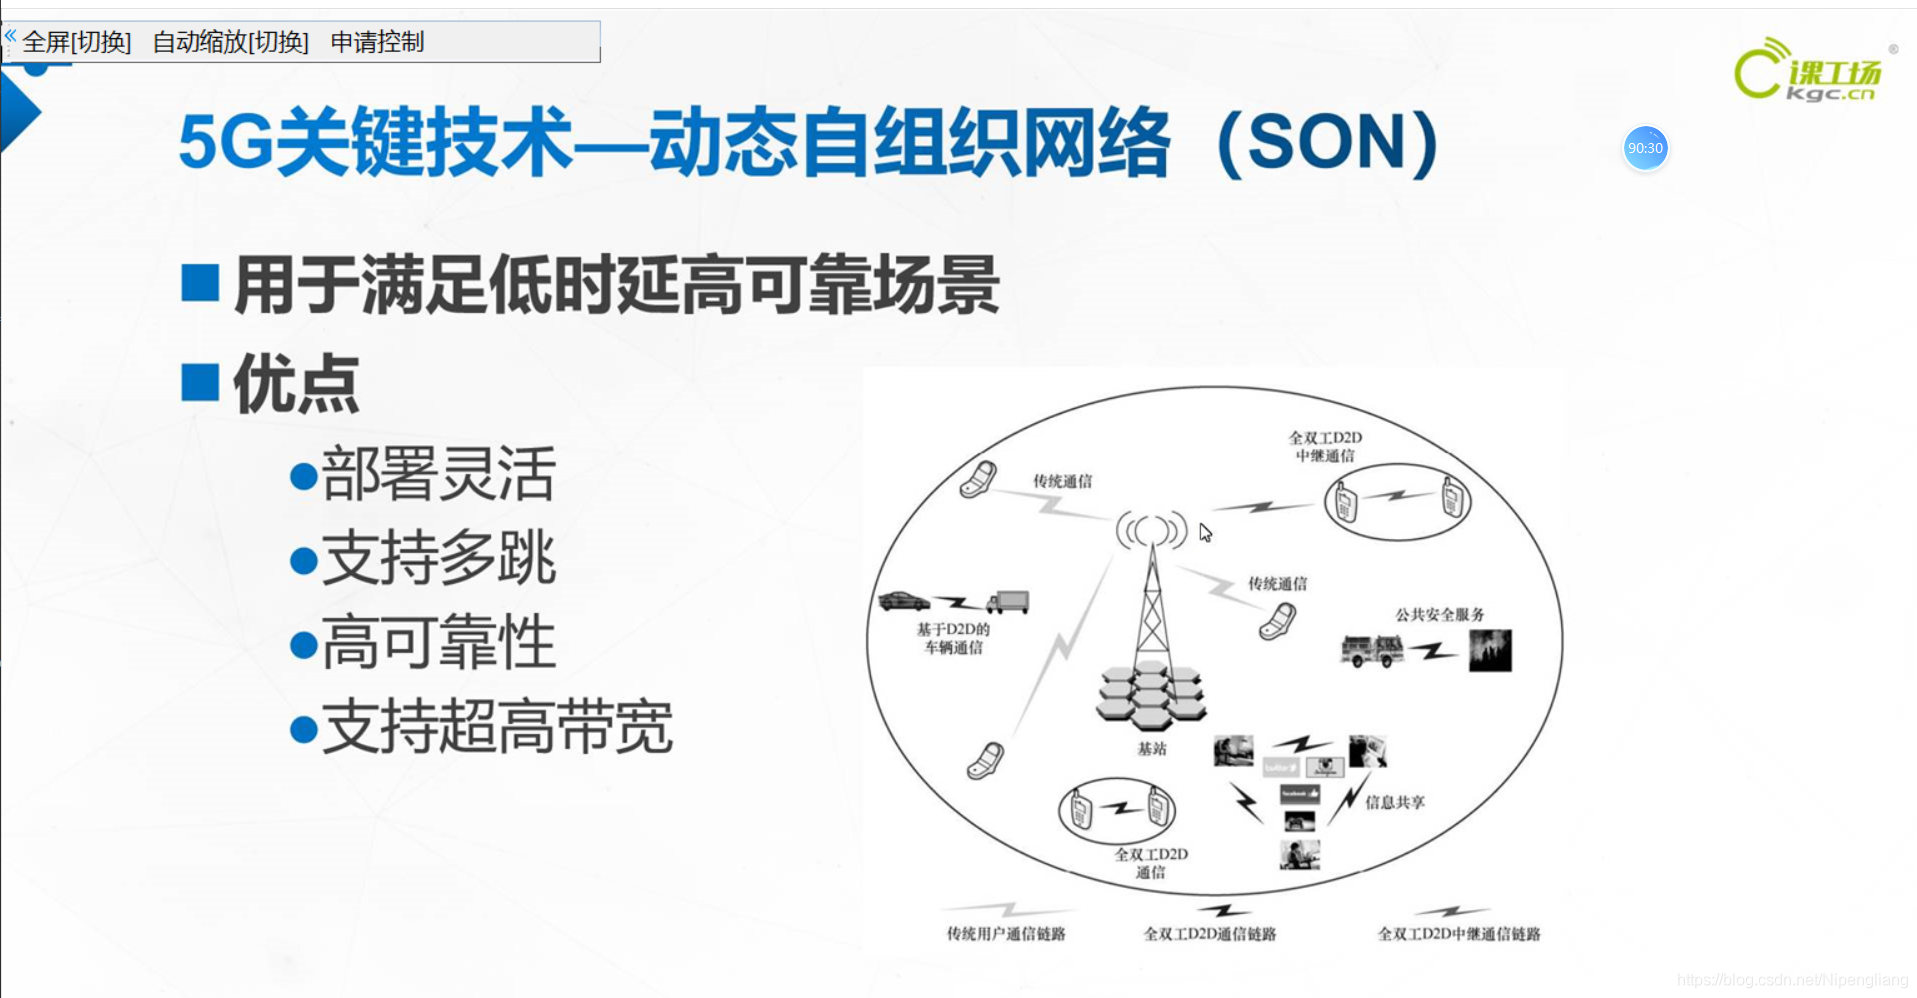 全屏[切换] 自动缩放[切换] 申请控制
课工场
®
kgc.cn
5G关键技术—动态自组织网络（SON）
90:30
用于满足低时延高可靠场景
优点
部署灵活
支持多跳
高可靠性
支持超高带宽
全双工D2D
中继通信
传统通信
传统通信
基于D2D的
车辆通信
公共安全服务
基站
twitter
facebook
信息共享
全双工D2D
通信
传统用户通信链路
全双工D2D通信链路
全双工D2D中继通信链路
https://blog.csdn.net/Nipengliang